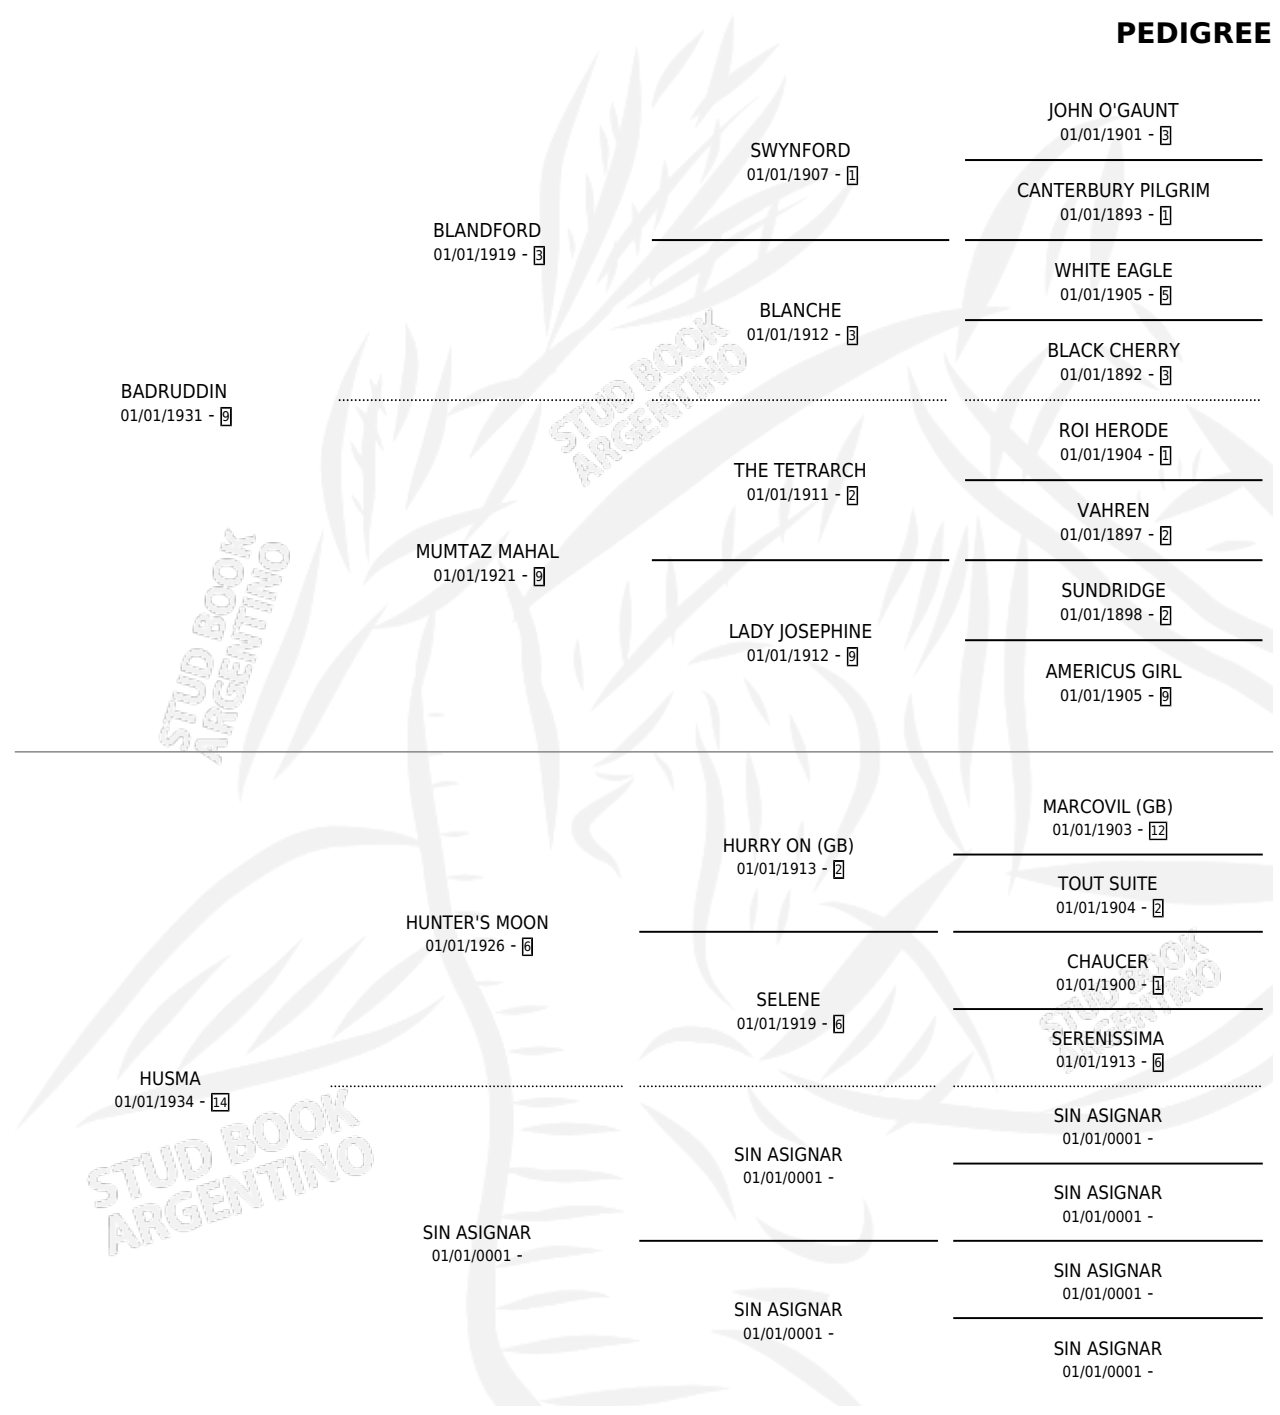 PEDIGREE
JOHN O'GAUNT
01/01/1901 - 3
SWYNFORD
01/01/1907 - 1
CANTERBURY PILGRIM
01/01/1893 - 1
BLANDFORD
01/01/1919 - 3
WHITE EAGLE
01/01/1905 - 5
BLANCHE
01/01/1912 - 3
BLACK CHERRY
01/01/1892 - 3
BADRUDDIN
01/01/1931 - 9
ROI HERODE
01/01/1904 - 1
THE TETRARCH
01/01/1911 - 2
VAHREN
01/01/1897 - 2
MUMTAZ MAHAL
01/01/1921 - 9
SUNDRIDGE
01/01/1898 - 2
LADY JOSEPHINE
01/01/1912 - 9
AMERICUS GIRL
01/01/1905 - 9
MARCOVIL (GB)
01/01/1903 - 12
HURRY ON (GB)
01/01/1913 - 2
TOUT SUITE
01/01/1904 - 2
HUNTER'S MOON
01/01/1926 - 6
CHAUCER
01/01/1900 - 1
SELENE
01/01/1919 - 6
SERENISSIMA
01/01/1913 - 6
HUSMA
01/01/1934 - 14
SIN ASIGNAR
01/01/0001 -
SIN ASIGNAR
01/01/0001 -
SIN ASIGNAR
01/01/0001 -
SIN ASIGNAR
01/01/0001 -
SIN ASIGNAR
01/01/0001 -
SIN ASIGNAR
01/01/0001 -
SIN ASIGNAR
01/01/0001 -
STUD BOOK
ARGENTINO
STUD BOOK
ARGENTINO
STUD BOOK
ARGENTINO
STUD BOOK
ARGENTINO